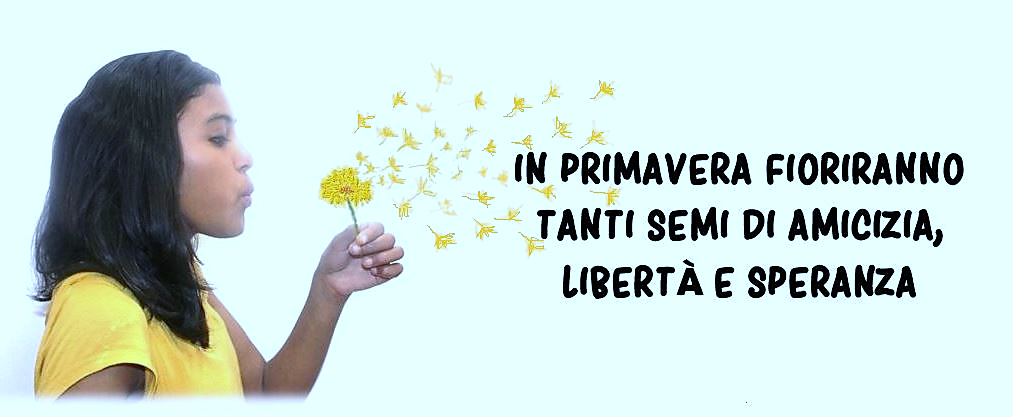 IN PRIMAVERA FIORIRANNO
TANTI SEMI DI AMICIZIA,
LIBERTÀ E SPERANZA